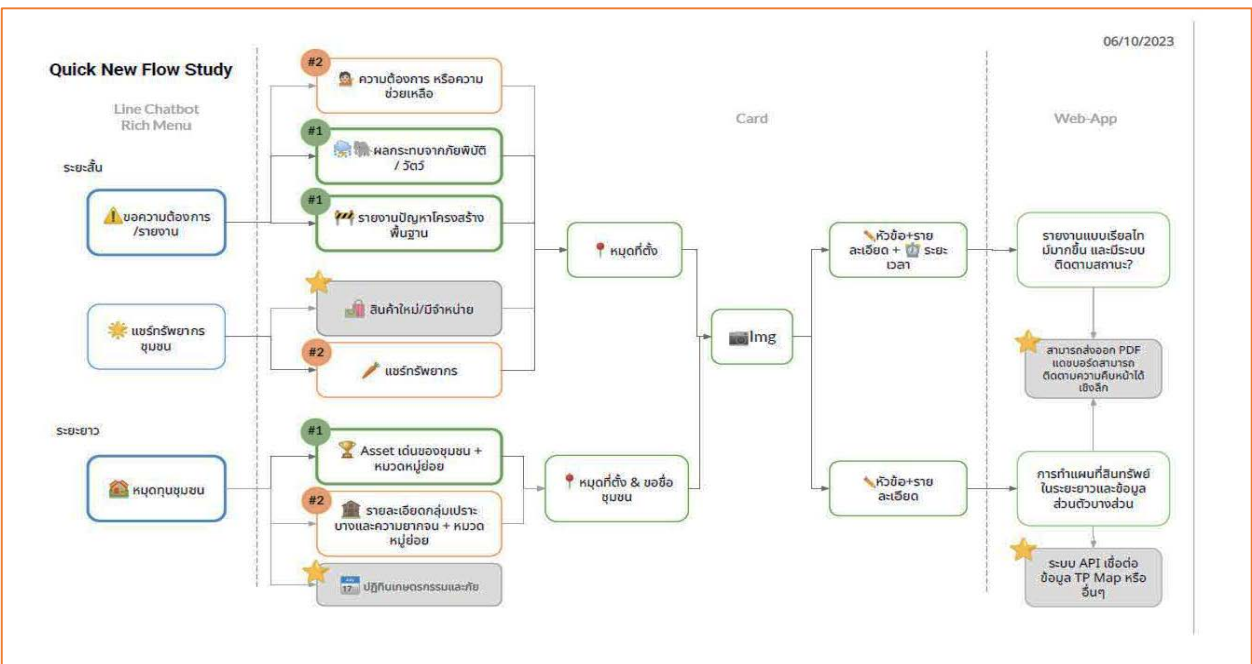 06/10/2023
Quick New Flow Study
Line Chatbot
Rich Menu
Card
Web-App
ระยะสั้น
ขอความต้องการ
/รายงาน
แชร์ทรัพยากร
ชุมชน
ระยะยาว
หมุดทุนชุมชน
#2
ความต้องการ หรือความ
ช่วยเหลือ
#1
ผลกระทบจากภัยพิบัติ
/ วัตว์
#1
รายงานปัญหาโครงสร้าง
พื้นฐาน
สินค้าใหม่/มีจำหน่าย
#2
แชร์ทรัพยากร
#1
Asset เด่นของชุมชน +
หมวดหมู่ย่อย
#2
รายละเอียดกลุ่มเปราะ
บางและความยากจน + หมวด
หมู่ย่อย
17
ปฏิทินเกษตรกรรมและภัย
หมุดที่ตั้ง
หมุดที่ตั้ง & ขอชื่อ
ชุมชน
Img
หัวข้อ+ราย
ละเอียด + ระยะ
เวลา
หัวข้อ+ราย
ละเอียด
รายงานแบบเรียลไท
ม์มากขึ้น และมีระบบ
ติดตามสถานะ?
สามารถส่งออก PDF
แดชบอร์ดสามารถ
ติดตามความคืบหน้าได้
เชิงลึก
การทำแผนที่สินทรัพย์
ในระยะยาวและข้อมูล
ส่วนตัวบางส่วน
ระบบ API เชื่อต่อ
ข้อมูล TP Map หรือ
อื่นๆ